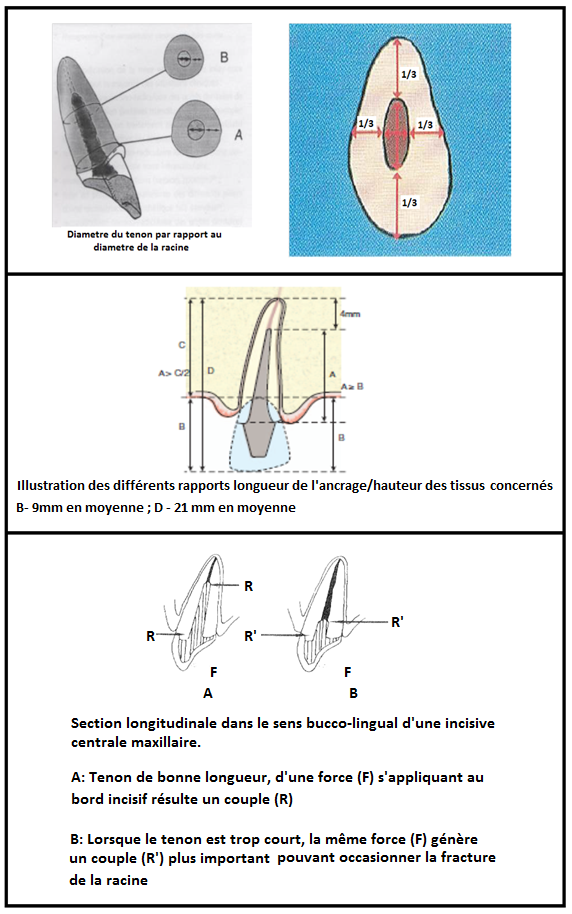 B
A
Diametre du tenon par rapport au
diametre de la racine
1/3
1/3
1/3
1/3
4mm
C
A> C/2
D
A
A ≥ B
B
B
Illustration des différents rapports longueur de l'ancrage/hauteur des tissus concernés
B- 9mm en moyenne ; D - 21 mm en moyenne
R
R
R'
R'
F
F
A
B
Section longitudinale dans le sens bucco-lingual d'une incisive
centrale maxillaire.
A: Tenon de bonne longueur, d'une force (F) s'appliquant au
bord incisif résulte un couple (R)
B: Lorsque le tenon est trop court, la même force (F) génère
un couple (R') plus important pouvant occasionner la fracture
de la racine